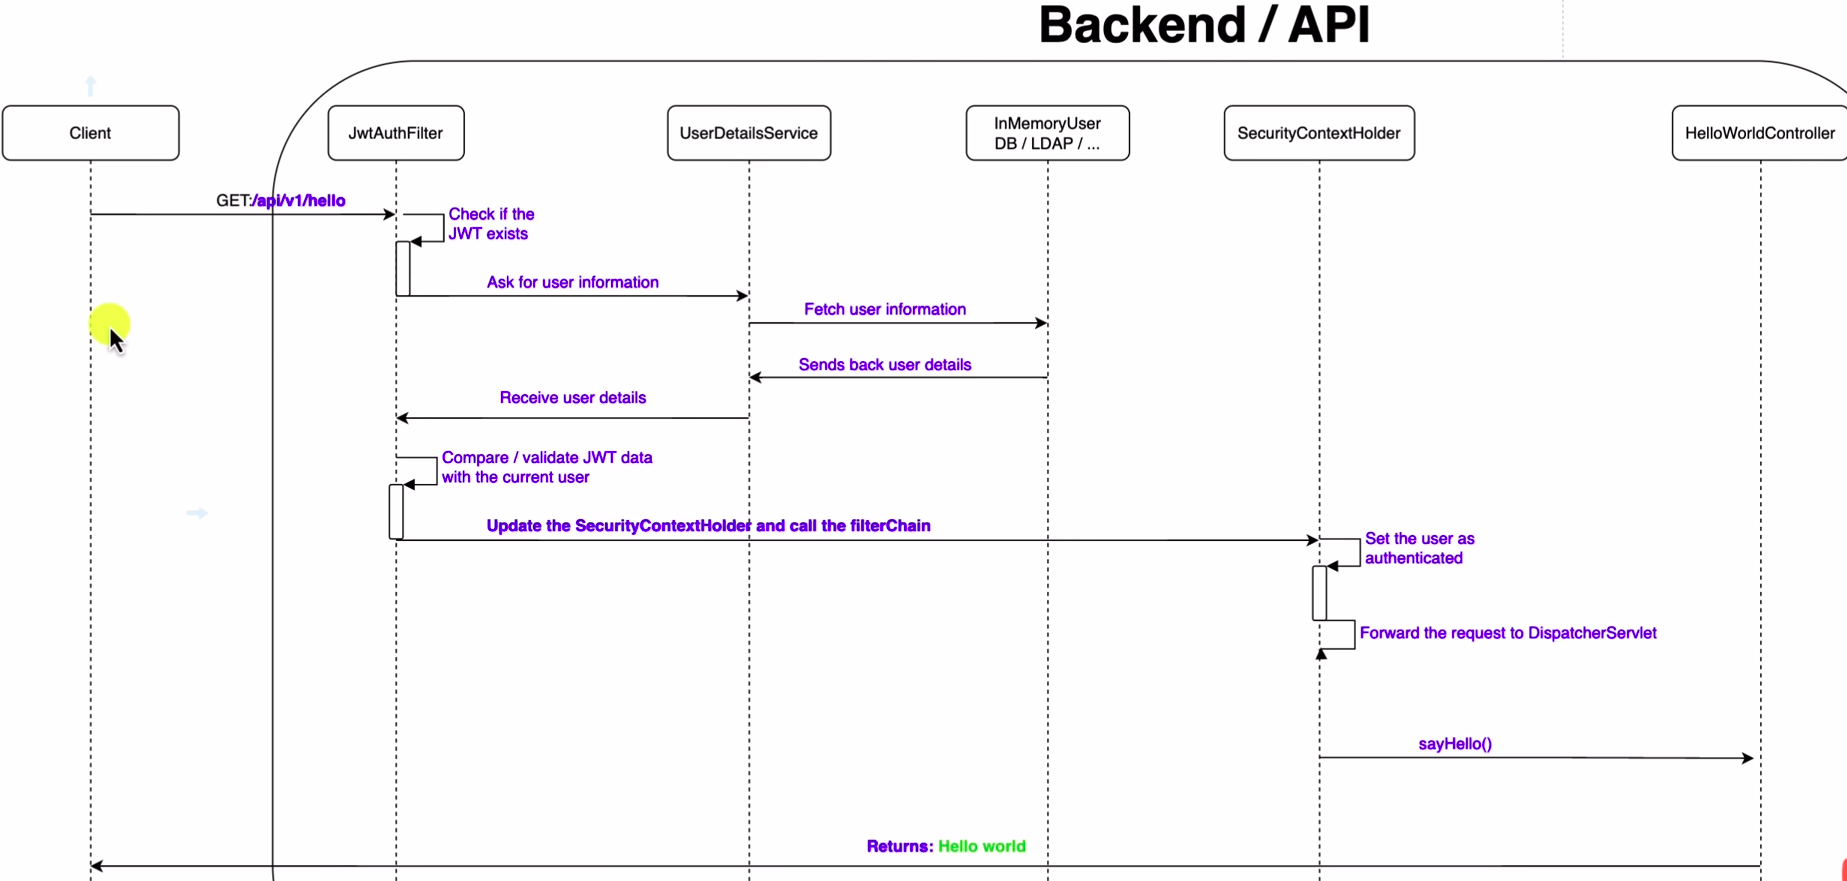 Backend / API
Client
JwtAuthFilter
UserDetailsService
InMemoryUser
DB / LDAP / ...
SecurityContextHolder
HelloWorldController
GET:/api/v1/hello
Check if the
JWT exists
Ask for user information
Fetch user information
Sends back user details
Receive user details
Compare / validate JWT data
with the current user
Update the SecurityContextHolder and call the filterChain
Set the user as
authenticated
Forward the request to DispatcherServlet
sayHello()
Returns: Hello world